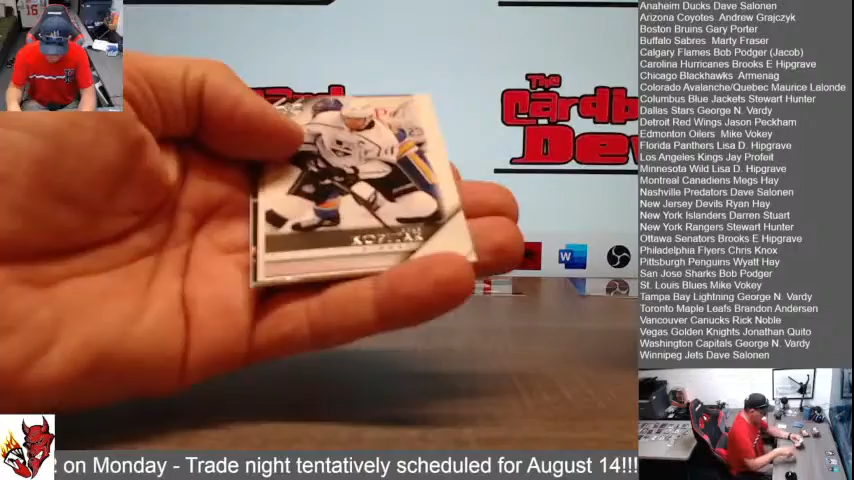 The
Cardb
De
KOPITAR
W
Anaheim Ducks Dave Salonen
Arizona Coyotes Andrew Grajczyk
Boston Bruins Gary Porter
Buffalo Sabres Marty Fraser
Calgary Flames Bob Podger (Jacob)
Carolina Hurricanes Brooks E Hipgrave
Chicago Blackhawks Armenag
Colorado Avalanche/Quebec Maurice Lalonde
Columbus Blue Jackets Stewart Hunter
Dallas Stars George N. Vardy
Detroit Red Wings Jason Peckham
Edmonton Oilers Mike Vokey
Florida Panthers Lisa D. Hipgrave
Los Angeles Kings Jay Profeit
Minnesota Wild Lisa D. Hipgrave
Montreal Canadiens Megs Hay
Nashville Predators Dave Salonen
New Jersey Devils Ryan Hay
New York Islanders Darren Stuart
New York Rangers Stewart Hunter
Ottawa Senators Brooks E Hipgrave
Philadelphia Flyers Chris Knox
Pittsburgh Penguins Wyatt Hay
San Jose Sharks Bob Podger
St. Louis Blues Mike Vokey
Tampa Bay Lightning George N. Vardy
Toronto Maple Leafs Brandon Andersen
Vancouver Canucks Rick Noble
Vegas Golden Knights Jonathan Quito
Washington Capitals George N. Vardy
Winnipeg Jets Dave Salonen
on Monday - Trade night tentatively scheduled for August 14!!!